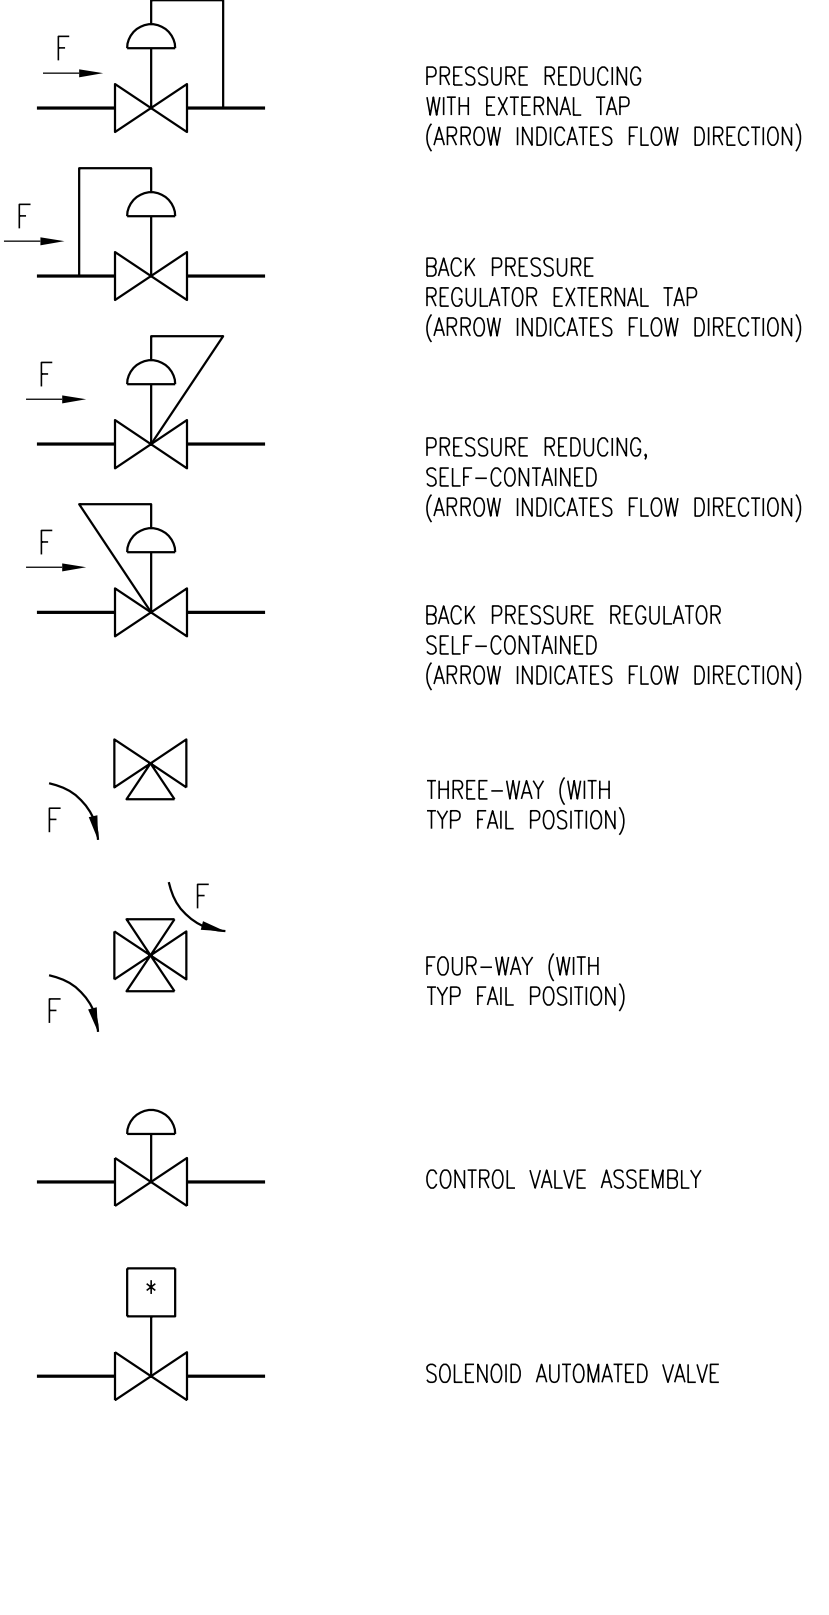 F
PRESSURE REDUCING
WITH EXTERNAL TAP
(ARROW INDICATES FLOW DIRECTION)
F
BACK PRESSURE
REGULATOR EXTERNAL TAP
(ARROW INDICATES FLOW DIRECTION)
F
PRESSURE REDUCING,
SELF-CONTAINED
(ARROW INDICATES FLOW DIRECTION)
F
BACK PRESSURE REGULATOR
SELF-CONTAINED
(ARROW INDICATES FLOW DIRECTION)
F
THREE-WAY (WITH
TYP FAIL POSITION)
F
F
FOUR-WAY (WITH
TYP FAIL POSITION)
CONTROL VALVE ASSEMBLY
*
SOLENOID AUTOMATED VALVE